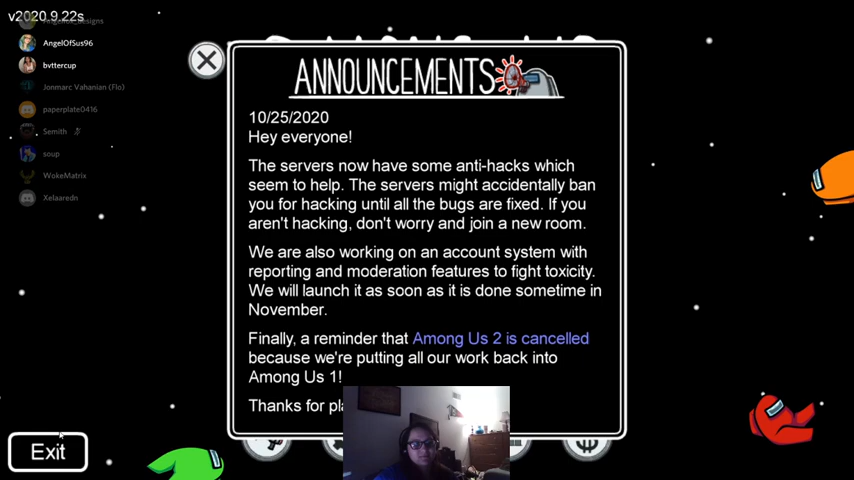 v2020.9.22s
AngelOfSus96
bvttercup
Jonmarc Vahanian (Flo)
paperplate0416
Semith
soup
WokeMatrix
Xelaaredn
ANNOUNCEMENTS
10/25/2020
Hey everyone!
The servers now have some anti-hacks which
seem to help. The servers might accidentally ban
you for hacking until all the bugs are fixed. If you
aren't hacking, don't worry and join a new room.
We are also working on an account system with
reporting and moderation features to fight toxicity.
We will launch it as soon as it is done sometime in
November.
Finally, a reminder that Among Us 2 is cancelled
because we're putting all our work back into
Among Us 1!
Thanks for
Exit